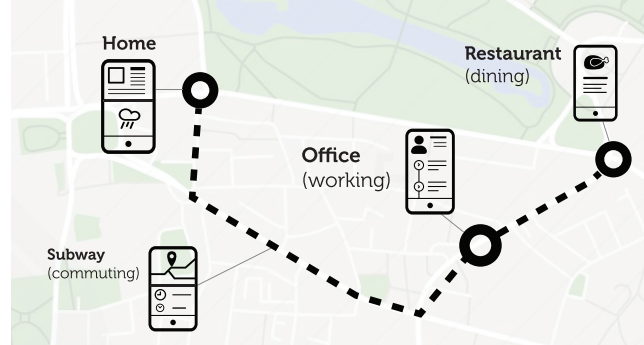 Home
Restaurant
(dining)
Office
(working)
Subway
(commuting)